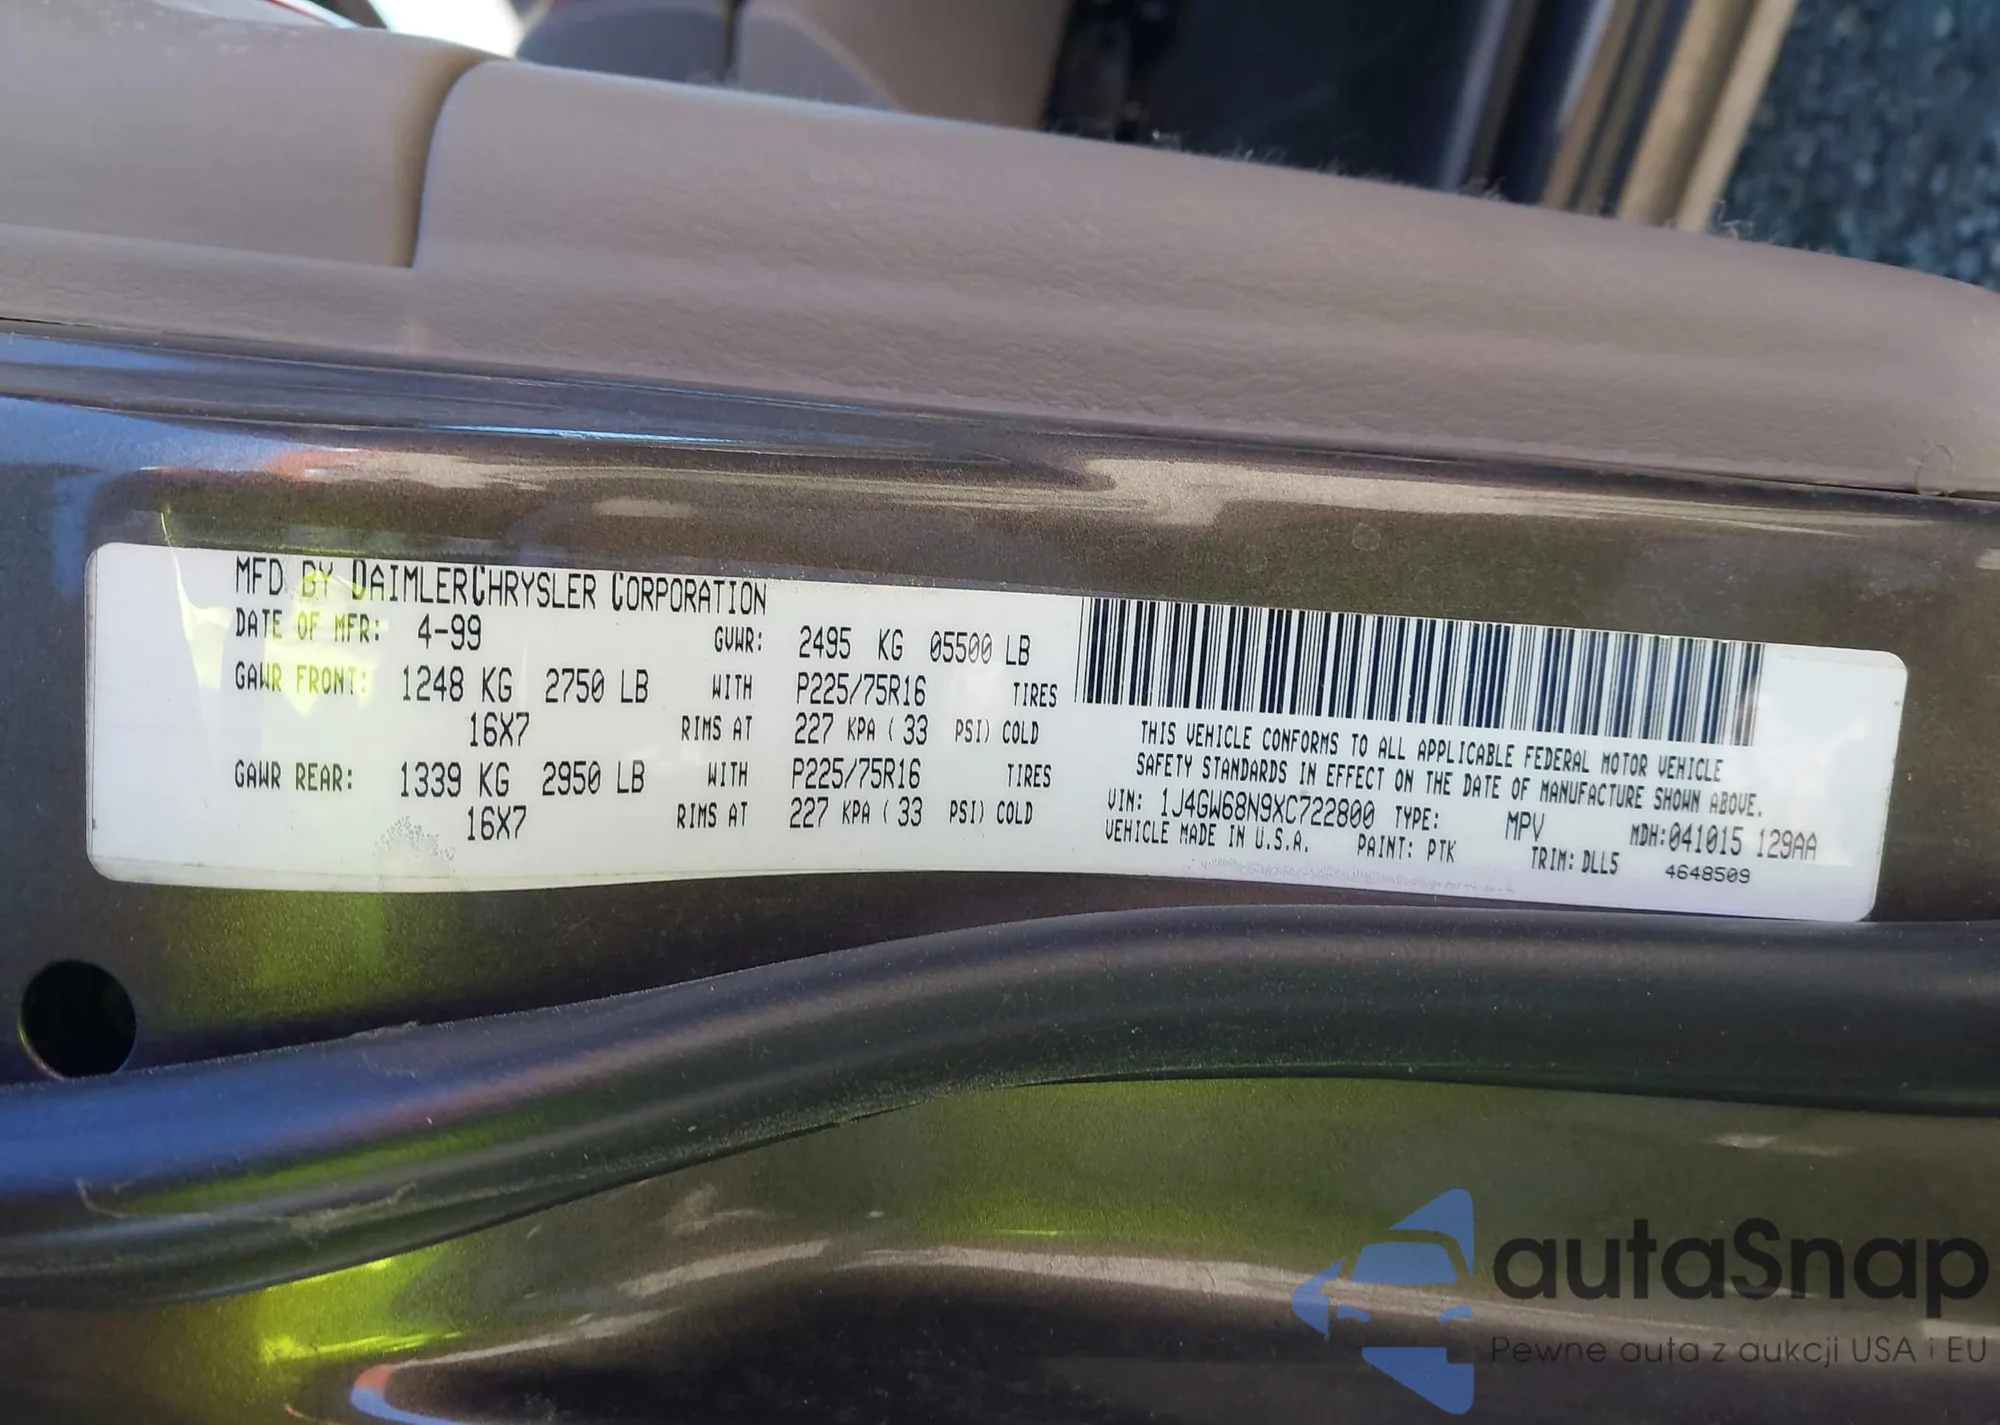 MFD BY DAIMLERCHRYSLER CORPORATION
DATE OF MFR: 4-99 GVWR: 2495 KG 05500 LB
GAWR FRONT: 1248 KG 2750 LB WITH P225/75R16 TIRES
16X7 RIMS AT 227 KPA ( 33 PSI) COLD
GAWR REAR: 1339 KG 2950 LB WITH P225/75R16 TIRES
16X7 RIMS AT 227 KPA ( 33 PSI) COLD
THIS VEHICLE CONFORMS TO ALL APPLICABLE FEDERAL MOTOR VEHICLE
SAFETY STANDARDS IN EFFECT ON THE DATE OF MANUFACTURE SHOWN ABOVE.
VIN: 1J4GW68N9XC722800 TYPE: MPV MDH:041015 129AA
VEHICLE MADE IN U.S.A. PAINT: PTK TRIM: DLL5 4648509
autaSnap
Pewne auta z aukcji USA i EU